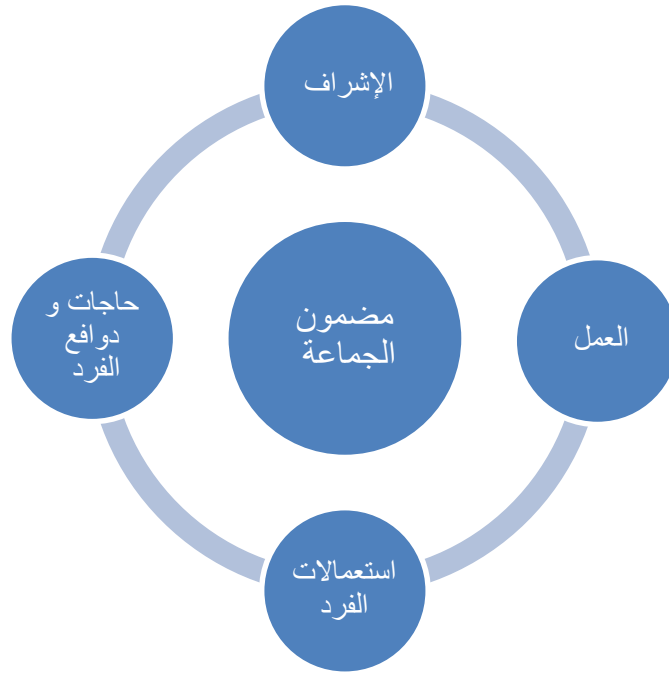 الإشراف
العمل
استعمالات
الفرد
حاجات و
دوافع
الفرد
مضمون
الجماعة